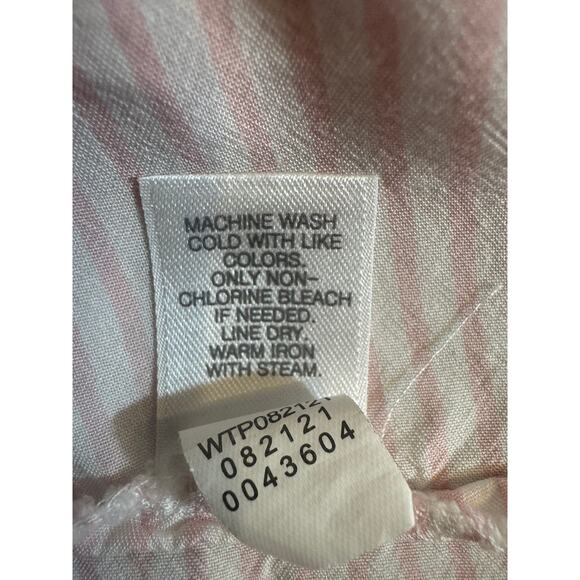 MACHINE WASH
COLD WITH LIKE
COLORS.
ONLY NON-
CHLORINE BLEACH
IF NEEDED.
LINE DRY.
WARM IRON
WITH STEAM.
WTP082121
082121
0043604